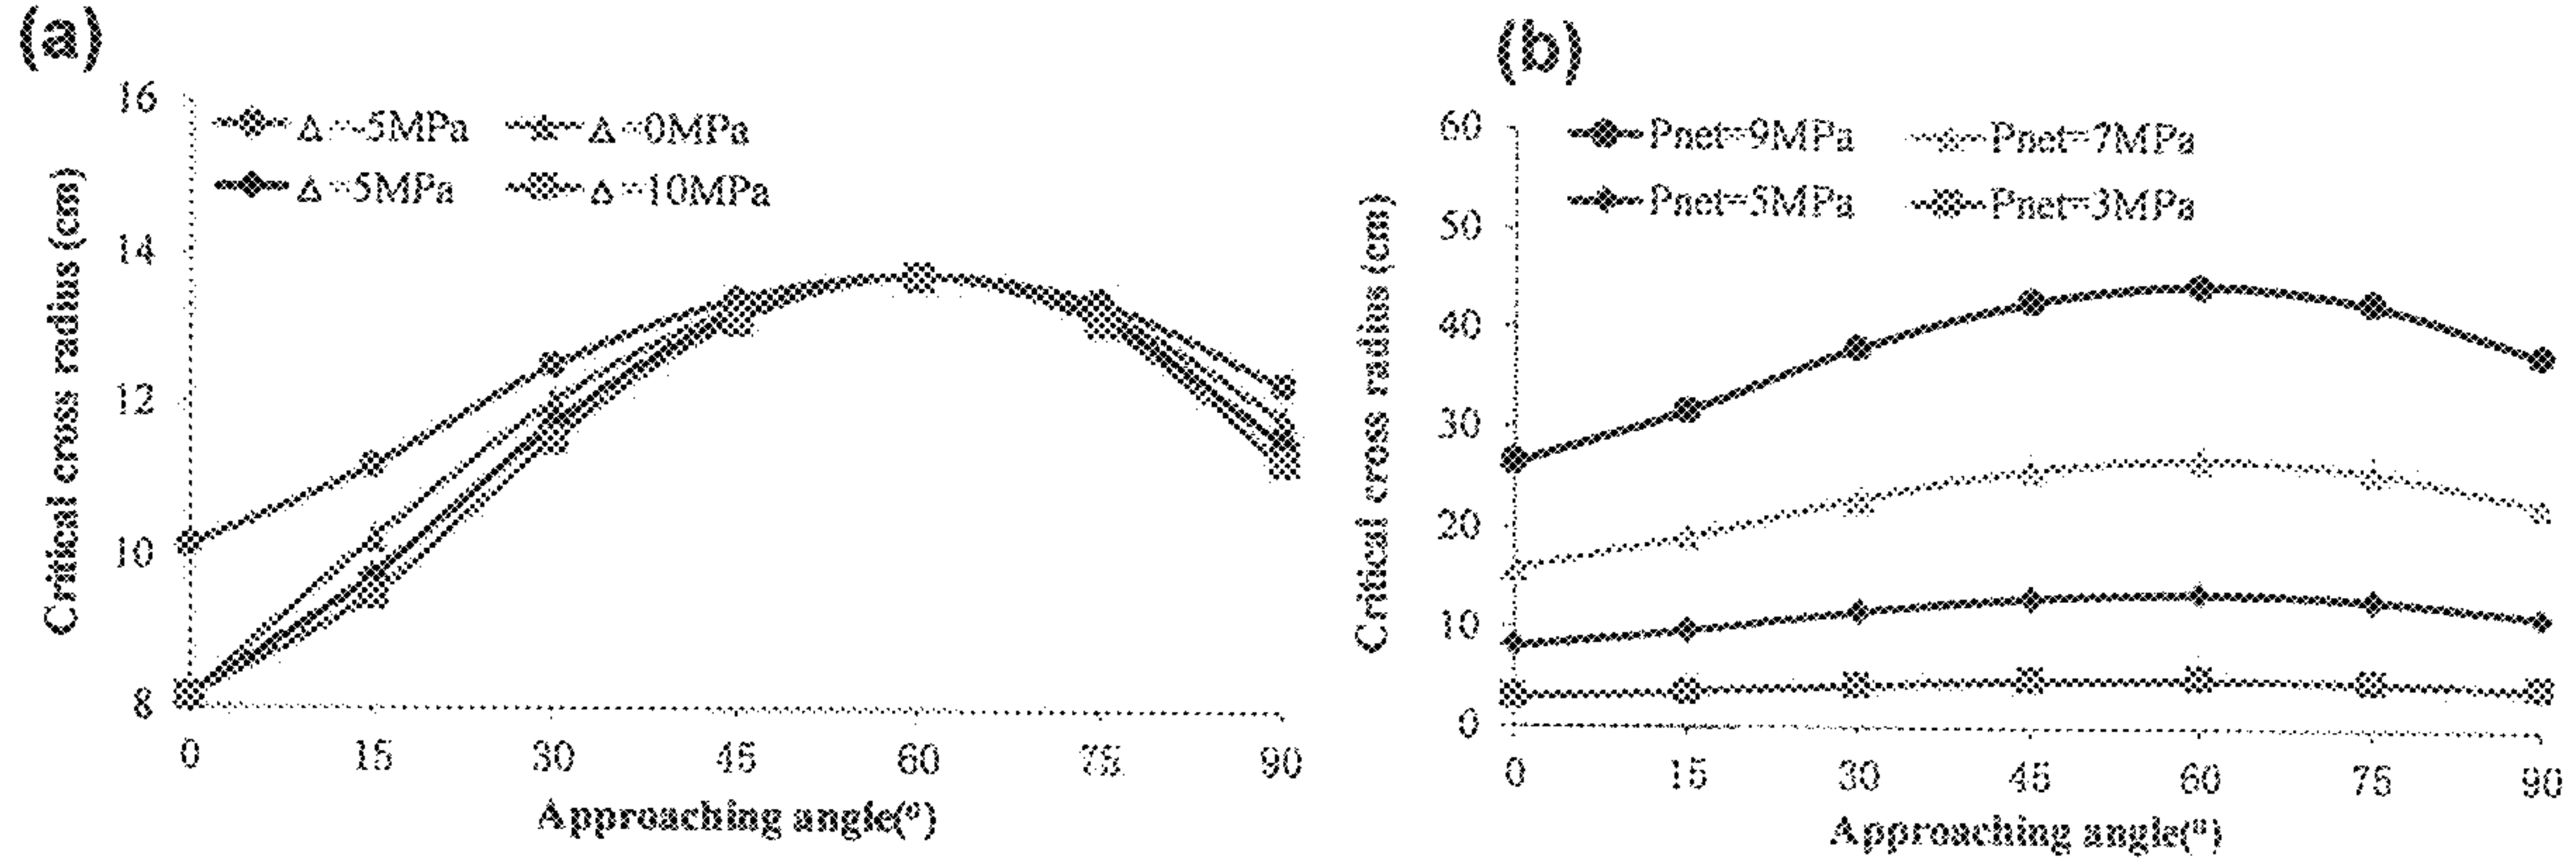 (a)
16
14
12
10
8
Critical cross radius (cm)
Δ=-5MPa
Δ=0MPa
Δ=5MPa
Δ=10MPa
0 15 30 45 60 75 90
Approaching angle(°)
(b)
60
50
40
30
20
10
0
Critical cross radius (cm)
Pnet=9MPa
Pnet=7MPa
Pnet=5MPa
Pnet=3MPa
0 15 30 45 60 75 90
Approaching angle(°)